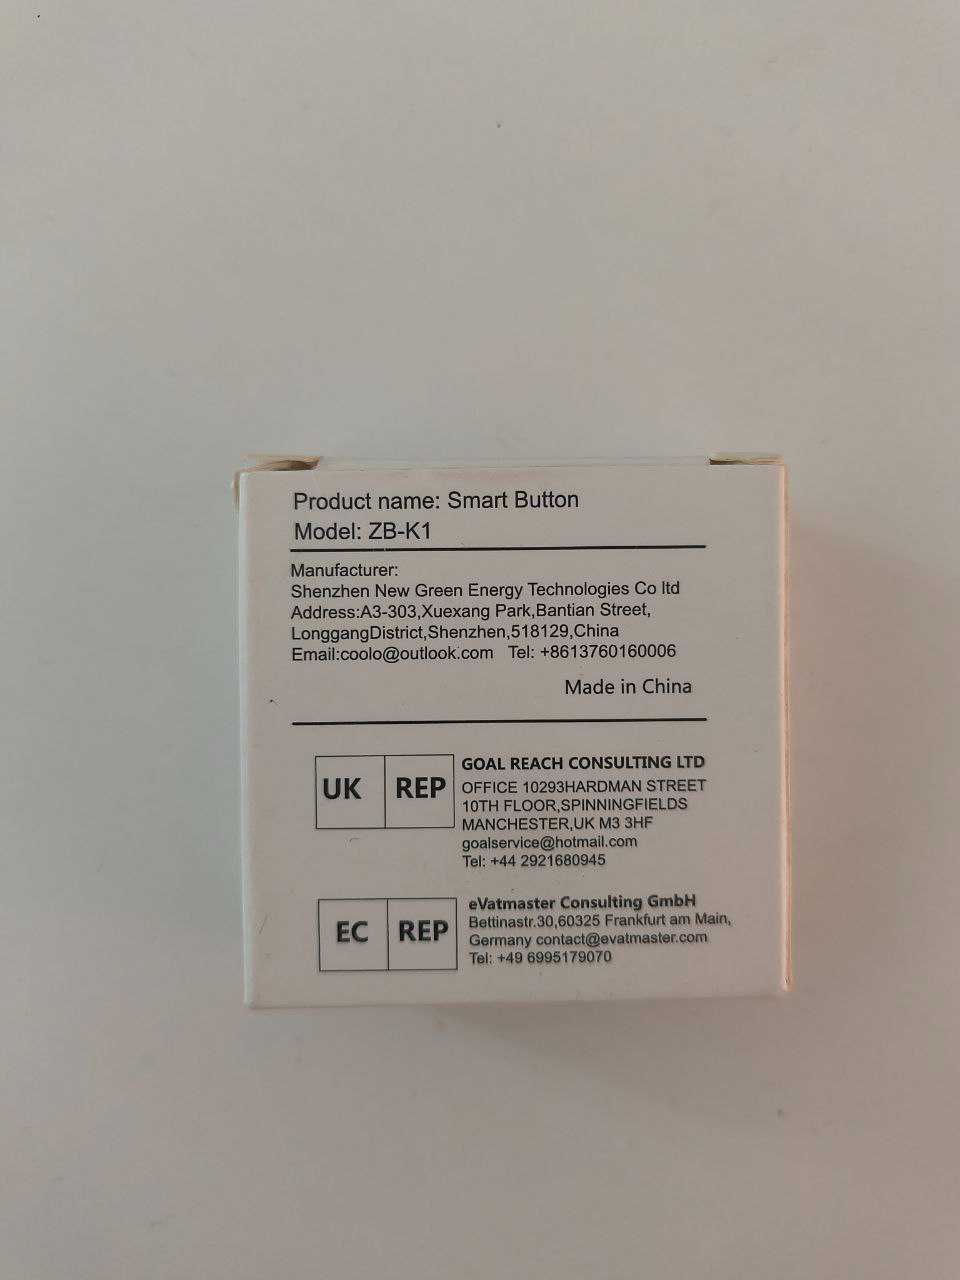 Product name: Smart Button
Model: ZB-K1
Manufacturer:
Shenzhen New Green Energy Technologies Co ltd
Address:A3-303,Xuexang Park,Bantian Street,
LonggangDistrict,Shenzhen,518129,China
Email:coolo@outlook.com Tel: +8613760160006
Made in China
UK REP
GOAL REACH CONSULTING LTD
OFFICE 10293HARDMAN STREET
10TH FLOOR,SPINNINGFIELDS
MANCHESTER,UK M3 3HF
goalservice@hotmail.com
Tel: +44 2921680945
EC REP
eVatmaster Consulting GmbH
Bettinastr.30,60325 Frankfurt am Main,
Germany contact@evatmaster.com
Tel: +49 6995179070